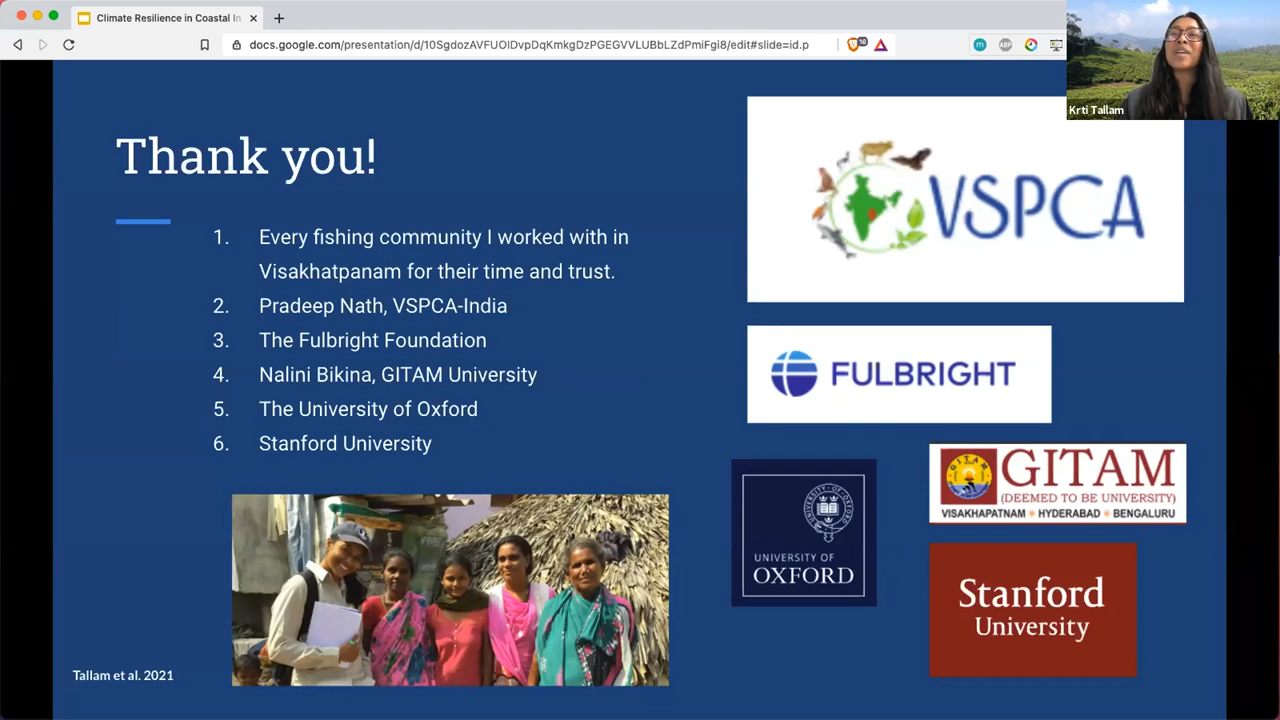 Climate Resilience in Coastal In
docs.google.com/presentation/d/10SgdozAVFUOIDvpDqKmkgDzPGEGVVLUBbLZdPmiFgi8/edit#slide=id.p
10
m
ABP
Krti Tallam
Thank you!
1. Every fishing community I worked with in
Visakhatpanam for their time and trust.
2. Pradeep Nath, VSPCA-India
3. The Fulbright Foundation
4. Nalini Bikina, GITAM University
5. The University of Oxford
6. Stanford University
VSPCA
FULBRIGHT
GITAM
(DEEMED TO BE UNIVERSITY)
VISAKHAPATNAM HYDERABAD BENGALURU
UNIVERSITY OF
OXFORD
Stanford
University
Tallam et al. 2021